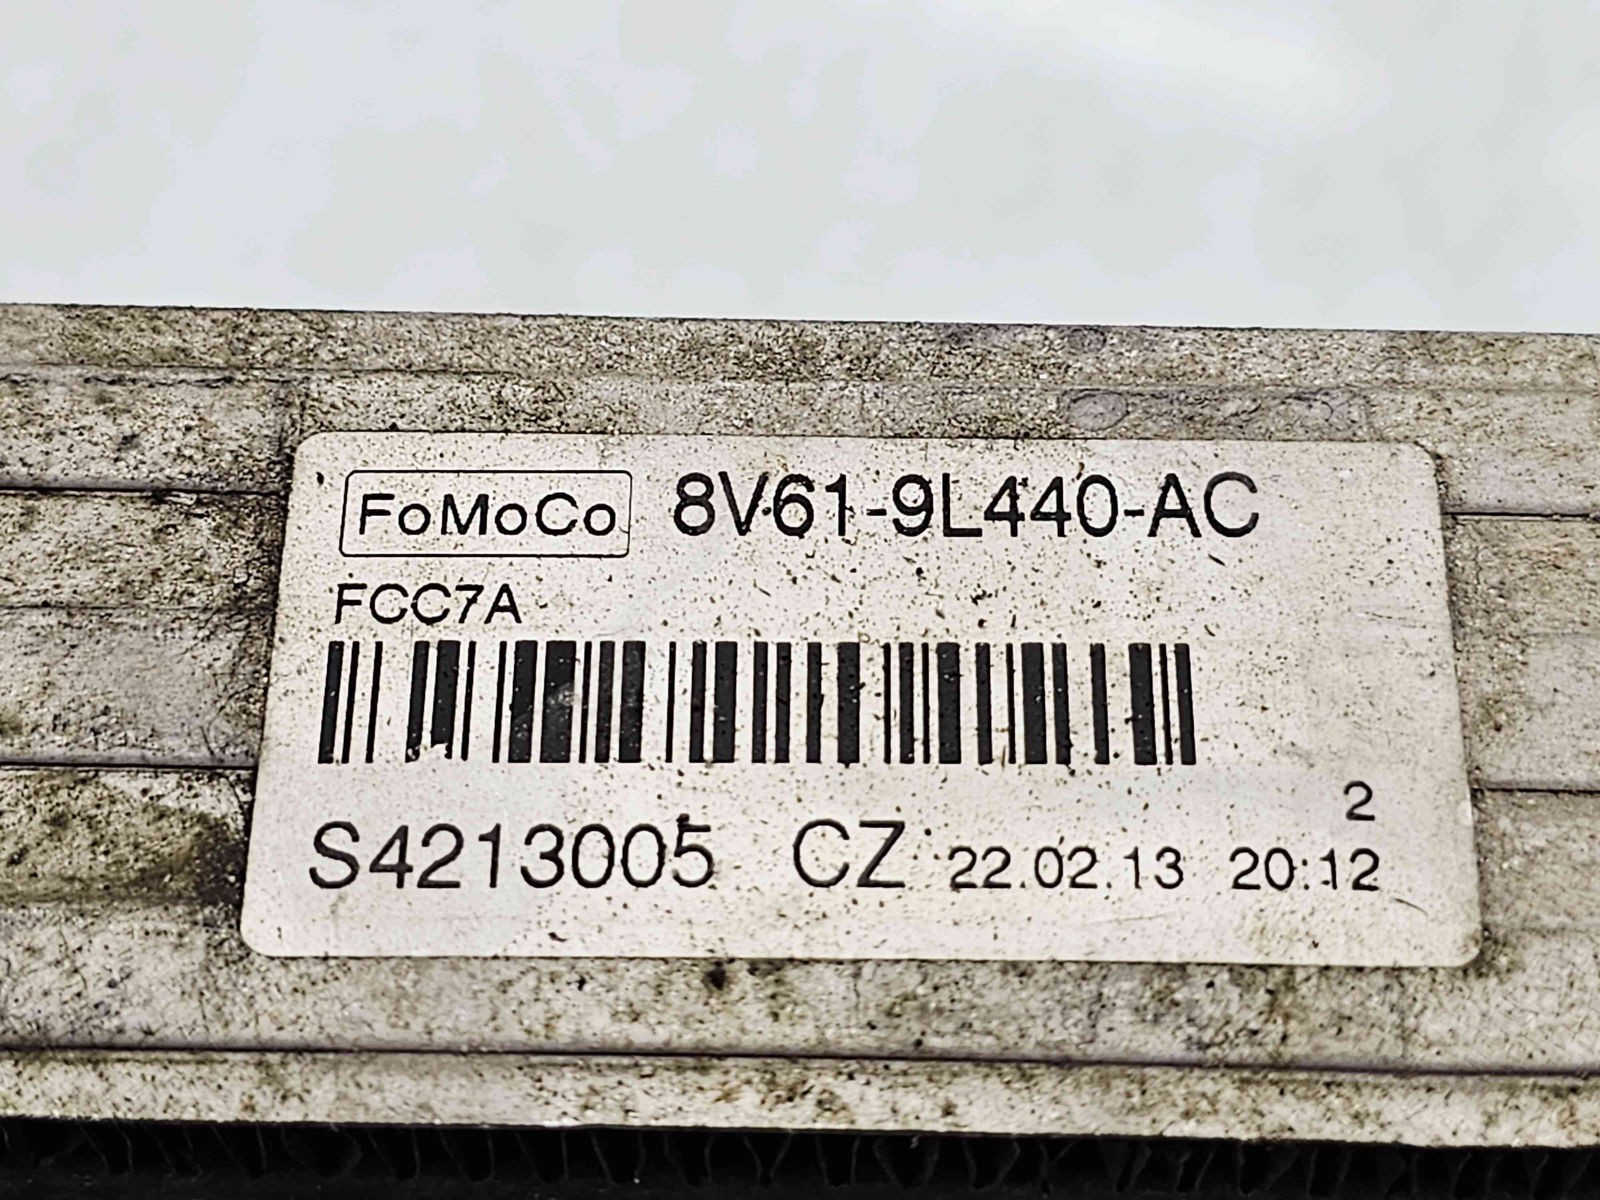 FoMoCo 8V61-9L440-AC
FCC7A
2
S4213005 CZ 22.02.13 20:12